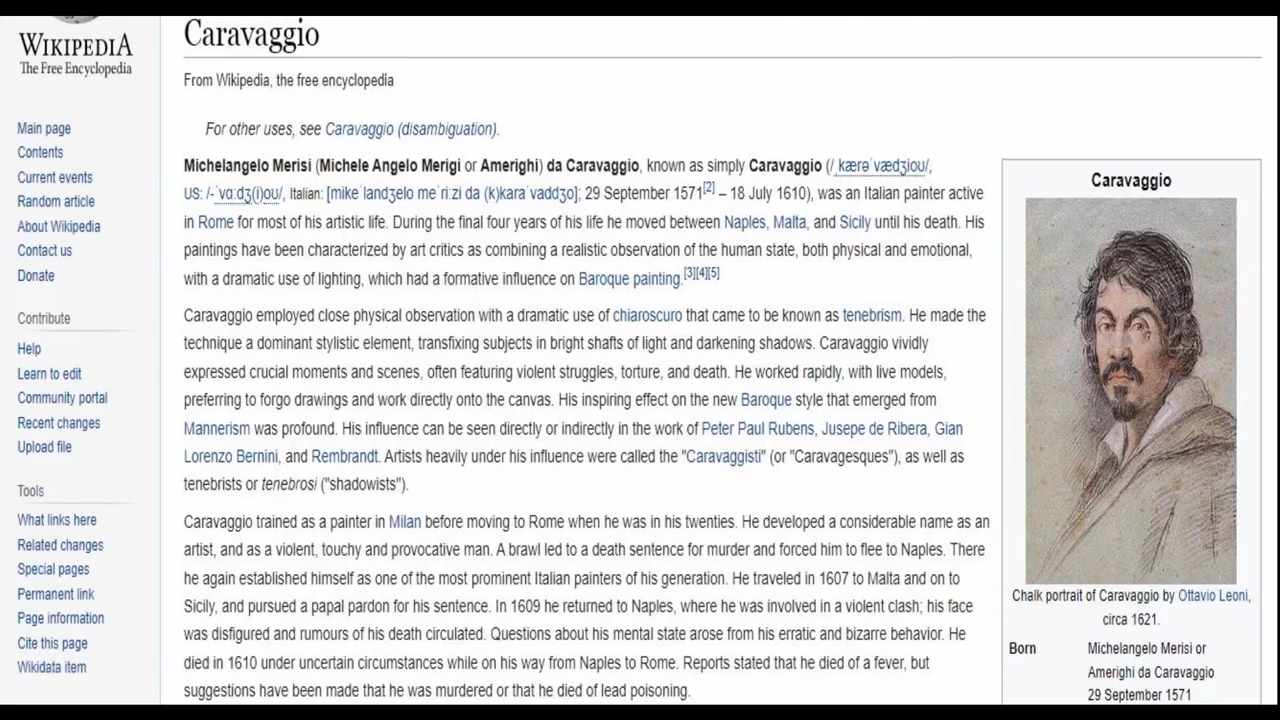 WIKIPEDIA
The Free Encyclopedia
Main page
Contents
Current events
Random article
About Wikipedia
Contact us
Donate
Contribute
Help
Learn to edit
Community portal
Recent changes
Upload file
Tools
What links here
Related changes
Special pages
Permanent link
Page information
Cite this page
Wikidata item
Caravaggio
From Wikipedia, the free encyclopedia
For other uses, see Caravaggio (disambiguation).
Michelangelo Merisi (Michele Angelo Merigi or Amerighi) da Caravaggio, known as simply Caravaggio (/ˌkærəˈvædʒioʊ/,
US: /-ˈvɑːdʒ(i)oʊ/, Italian: [mikeˈlandʒelo meˈriːzi da (k)karaˈvaddʒo]; 29 September 1571[2] – 18 July 1610), was an Italian painter active
in Rome for most of his artistic life. During the final four years of his life he moved between Naples, Malta, and Sicily until his death. His
paintings have been characterized by art critics as combining a realistic observation of the human state, both physical and emotional,
with a dramatic use of lighting, which had a formative influence on Baroque painting.[3][4][5]
Caravaggio employed close physical observation with a dramatic use of chiaroscuro that came to be known as tenebrism. He made the
technique a dominant stylistic element, transfixing subjects in bright shafts of light and darkening shadows. Caravaggio vividly
expressed crucial moments and scenes, often featuring violent struggles, torture, and death. He worked rapidly, with live models,
preferring to forgo drawings and work directly onto the canvas. His inspiring effect on the new Baroque style that emerged from
Mannerism was profound. His influence can be seen directly or indirectly in the work of Peter Paul Rubens, Jusepe de Ribera, Gian
Lorenzo Bernini, and Rembrandt. Artists heavily under his influence were called the "Caravaggisti" (or "Caravagesques"), as well as
tenebrists or tenebrosi ("shadowists").
Caravaggio trained as a painter in Milan before moving to Rome when he was in his twenties. He developed a considerable name as an
artist, and as a violent, touchy and provocative man. A brawl led to a death sentence for murder and forced him to flee to Naples. There
he again established himself as one of the most prominent Italian painters of his generation. He traveled in 1607 to Malta and on to
Sicily, and pursued a papal pardon for his sentence. In 1609 he returned to Naples, where he was involved in a violent clash; his face
was disfigured and rumours of his death circulated. Questions about his mental state arose from his erratic and bizarre behavior. He
died in 1610 under uncertain circumstances while on his way from Naples to Rome. Reports stated that he died of a fever, but
suggestions have been made that he was murdered or that he died of lead poisoning.
Caravaggio
Chalk portrait of Caravaggio by Ottavio Leoni,
circa 1621.
Born Michelangelo Merisi or
Amerighi da Caravaggio
29 September 1571